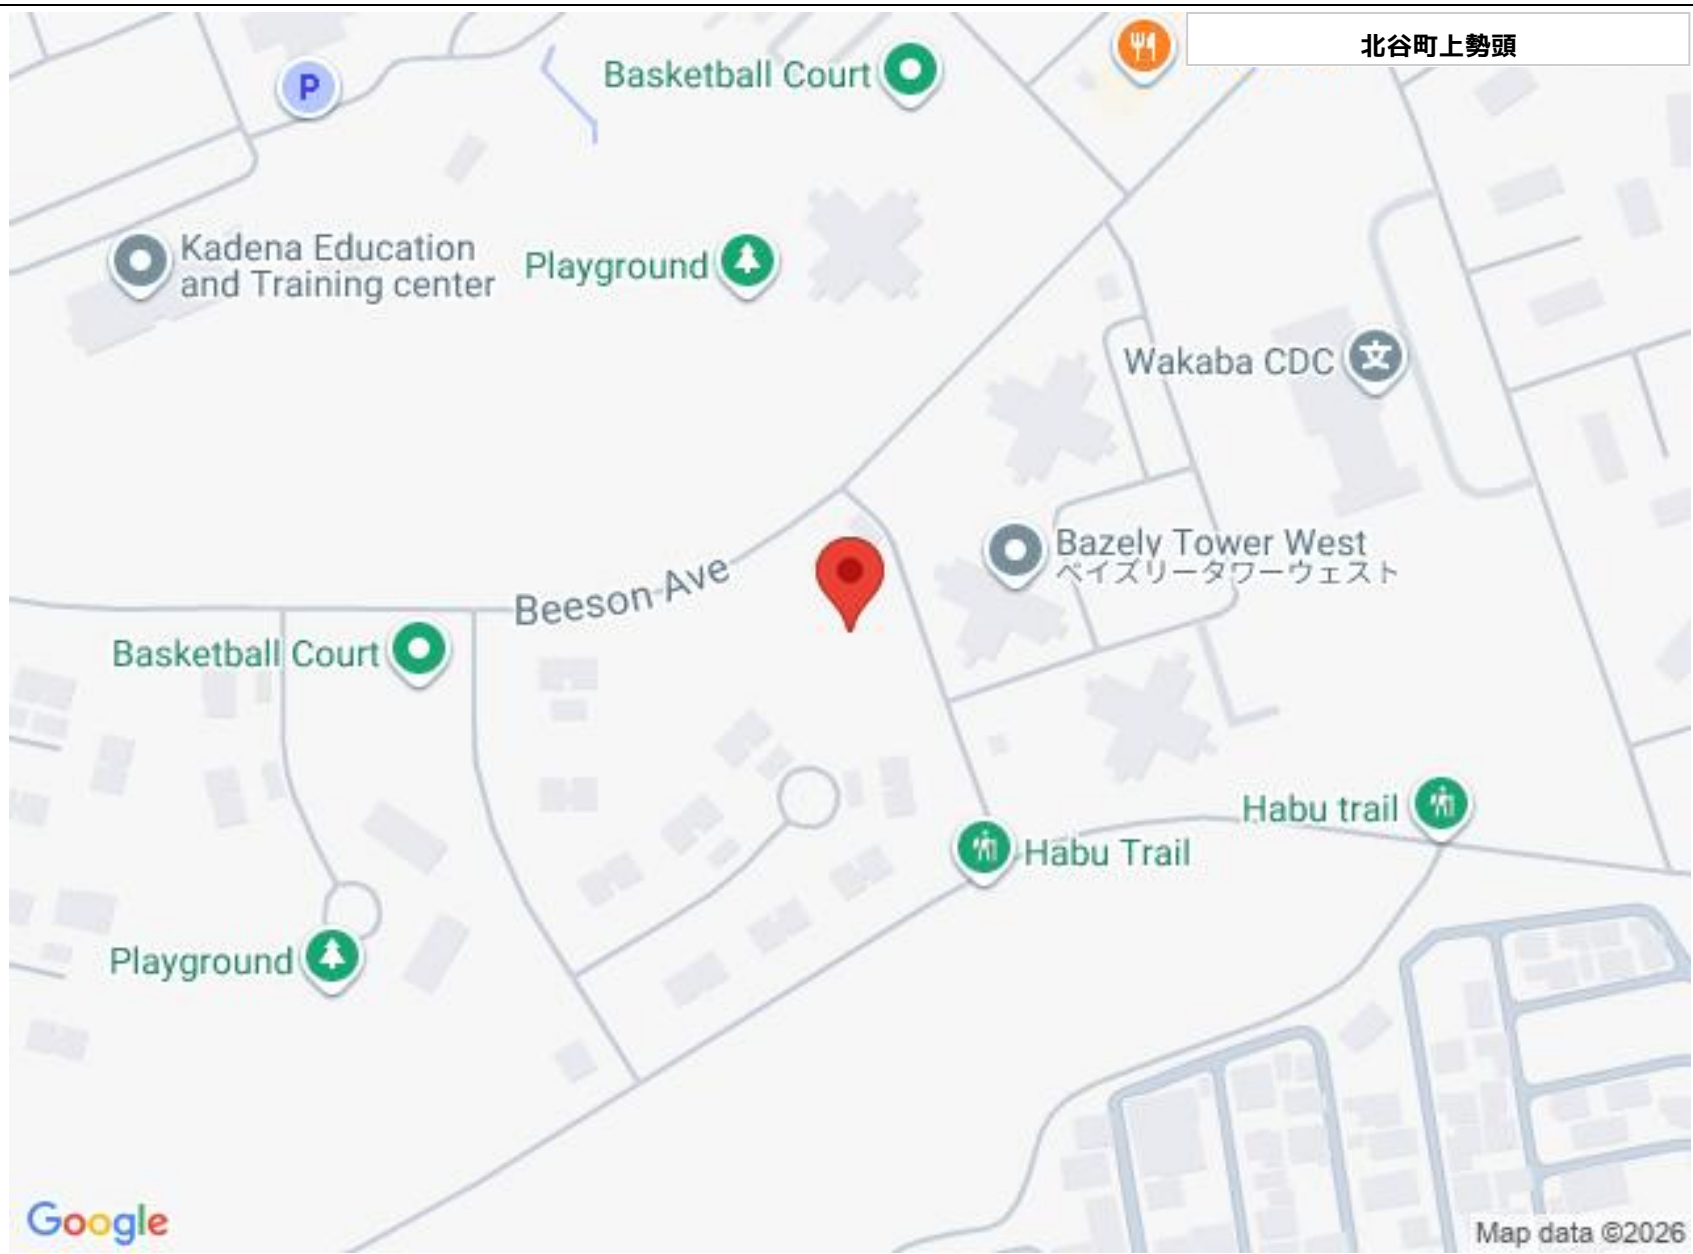 北谷町上勢頭
Basketball Court
P
Kadena Education
and Training center
Playground
Wakaba CDC
文
Bazely Tower West
ベイズリータワーウェスト
Beeson Ave
Basketball Court
Habu trail
Habu Trail
Playground
Google
Map data ©2026